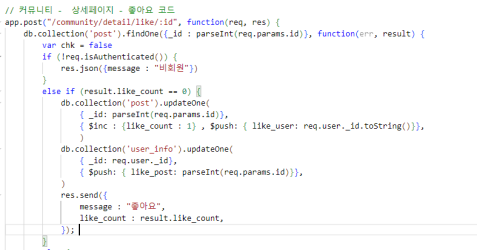 // 커뮤니티 -  상세페이지 - 좋아요 코드
app.post("/community/detail/like/:id", function(req, res) {
    db.collection('post').findOne({_id : parseInt(req.params.id)}, function(err, result) {
        var chk = false
        if (!req.isAuthenticated()) {
            res.json({message : "비회원"})
        }
        else if (result.like_count == 0) {
            db.collection('post').updateOne(
                { _id: parseInt(req.params.id)},
                { $inc : {like_count : 1} , $push: { like_user: req.user._id.toString()}},
            )
            db.collection('user_info').updateOne(
                { _id: req.user._id},
                { $push: { like_post: parseInt(req.params.id)}},
            )
            res.send({
                message : "좋아요",
                like_count : result.like_count,
            });
        }